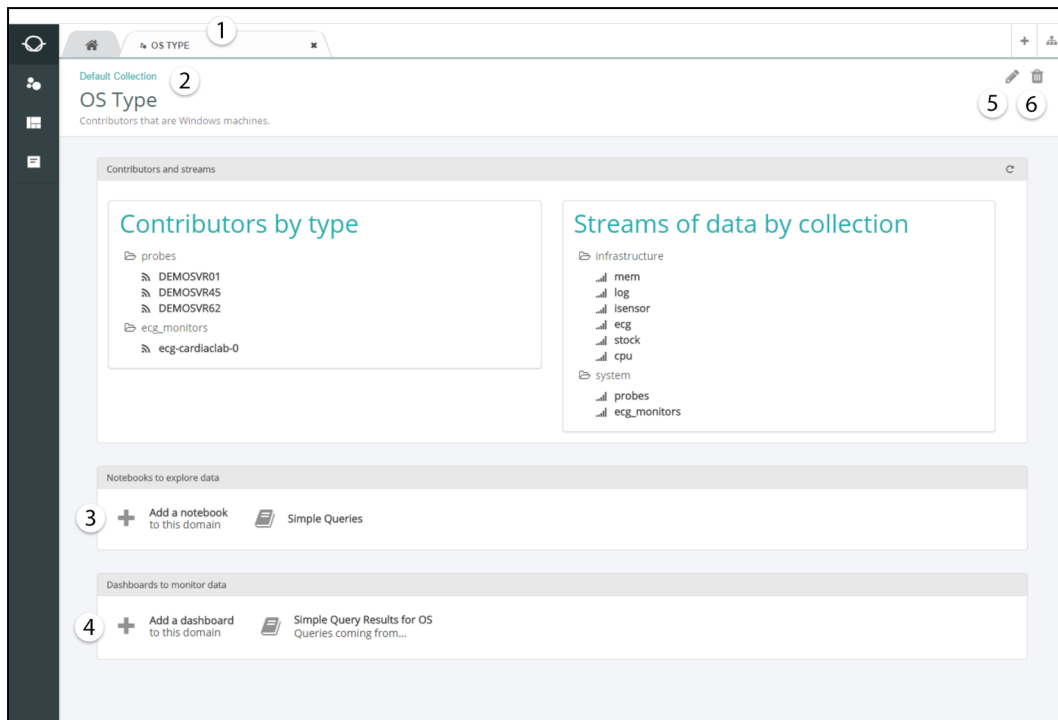 1
OS TYPE
Default Collection
2
OS Type
Contributors that are Windows machines.
5
6
Contributors and streams
Contributors by type
probes
DEMOSVR01
DEMOSVR45
DEMOSVR62
ecg_monitors
ecg-cardiaclab-0
Streams of data by collection
infrastructure
mem
log
isensor
ecg
stock
cpu
system
probes
ecg_monitors
Notebooks to explore data
3
Add a notebook
to this domain
Simple Queries
Dashboards to monitor data
4
Add a dashboard
to this domain
Simple Query Results for OS
Queries coming from...